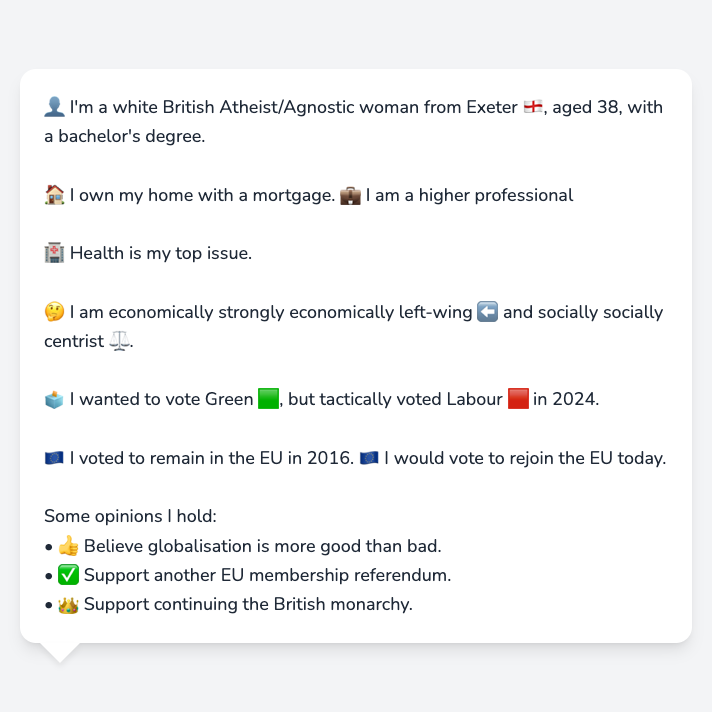 👤 I'm a white British Atheist/Agnostic woman from Exeter 🏴󠁧󠁢󠁥󠁮󠁧󠁿, aged 38, with
a bachelor's degree.
🏠 I own my home with a mortgage. 💼 I am a higher professional
🏥 Health is my top issue.
🤔 I am economically strongly economically left-wing ⬅️ and socially socially
centrist ⚖️.
🗳️ I wanted to vote Green 🟩, but tactically voted Labour 🟥 in 2024.
🇪🇺 I voted to remain in the EU in 2016. 🇪🇺 I would vote to rejoin the EU today.
Some opinions I hold:
• 👍 Believe globalisation is more good than bad.
• ✅ Support another EU membership referendum.
• 👑 Support continuing the British monarchy.